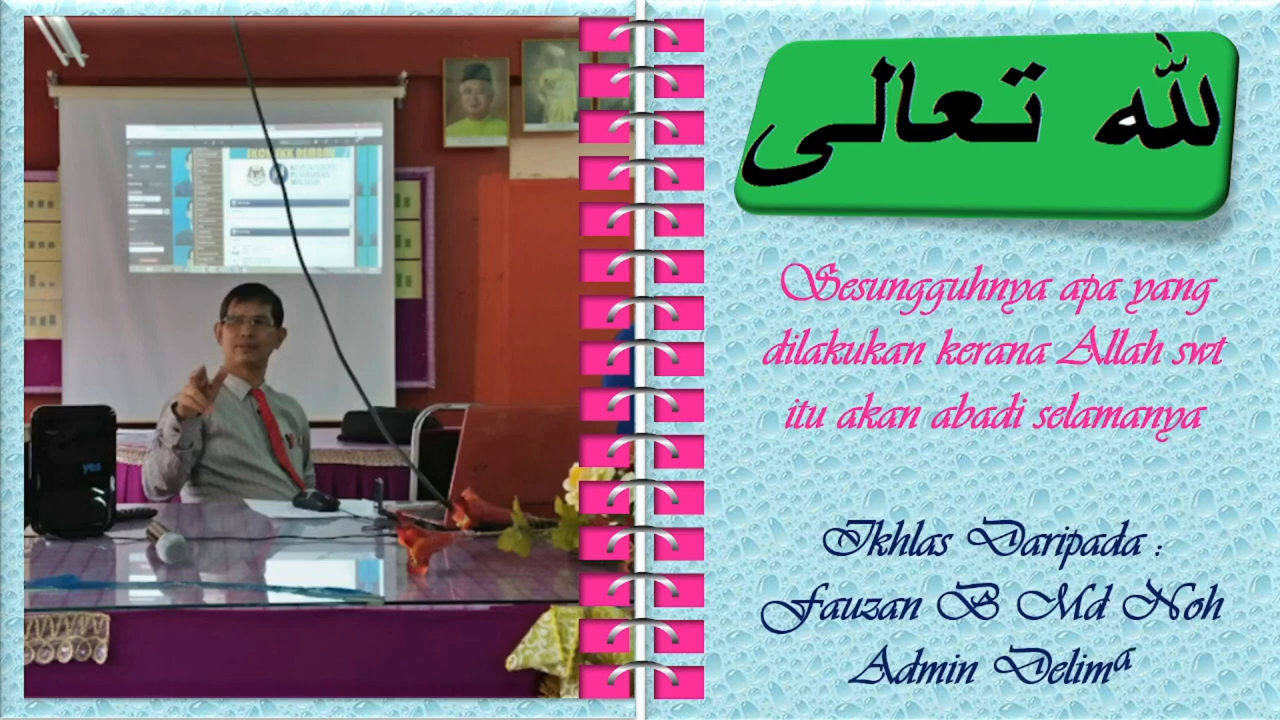 لله تعالى
Sesungguhnya apa yang
dilakukan kerana Allah swt
itu akan abadi selamanya
Ikhlas Daripada :
Fauzan B Md Noh
Admin Delima
yes